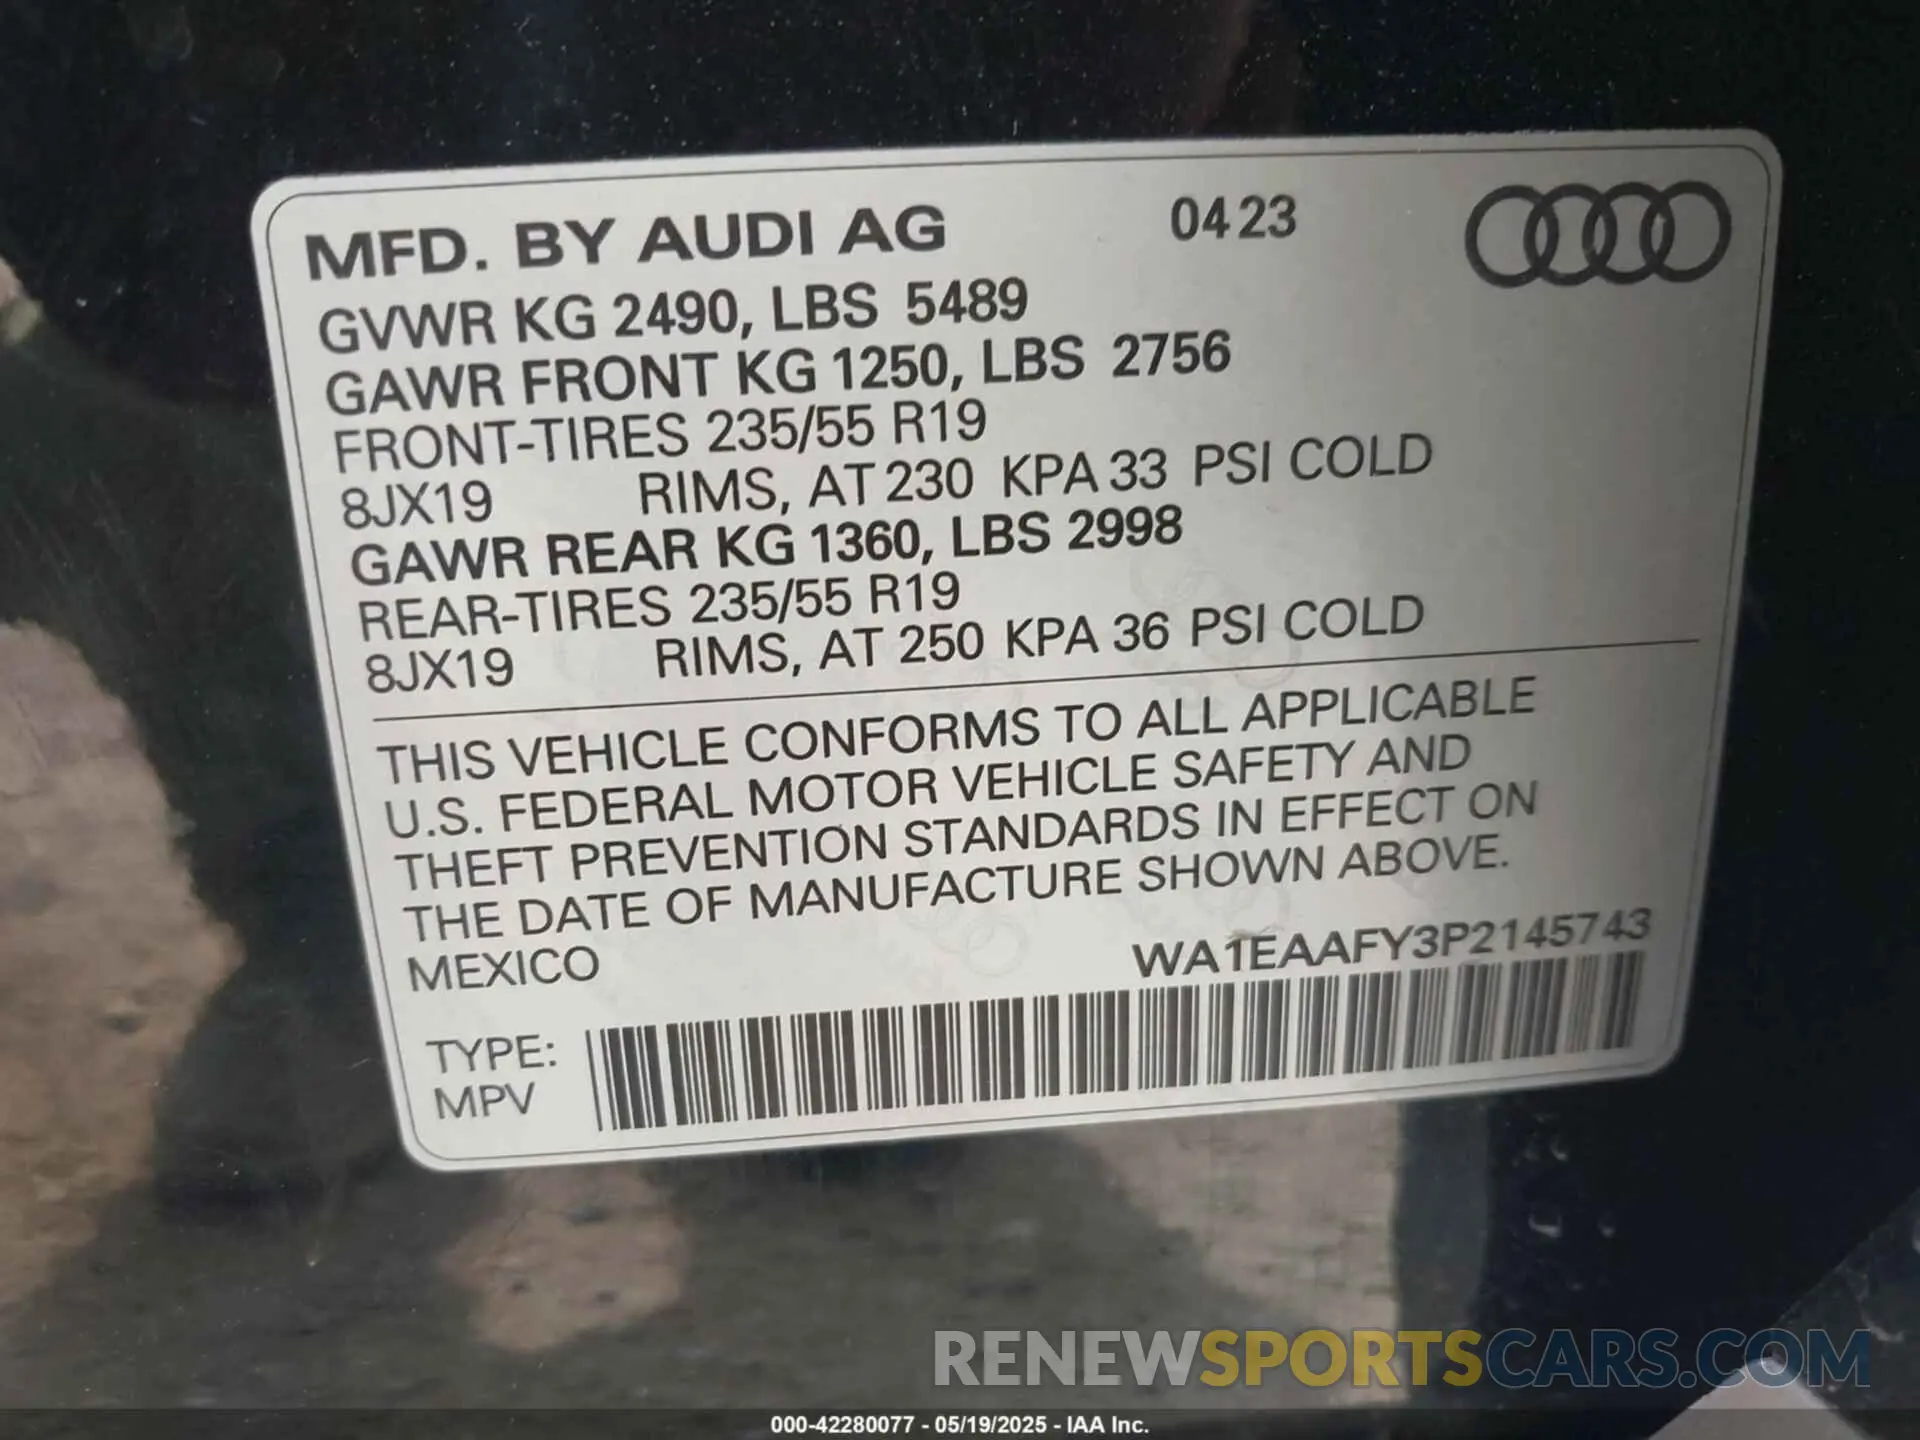 MFD. BY AUDI AG 0423
GVWR KG 2490, LBS 5489
GAWR FRONT KG 1250, LBS 2756
FRONT-TIRES 235/55 R19
8JX19 RIMS, AT 230 KPA 33 PSI COLD
GAWR REAR KG 1360, LBS 2998
REAR-TIRES 235/55 R19
8JX19 RIMS, AT 250 KPA 36 PSI COLD
THIS VEHICLE CONFORMS TO ALL APPLICABLE
U.S. FEDERAL MOTOR VEHICLE SAFETY AND
THEFT PREVENTION STANDARDS IN EFFECT ON
THE DATE OF MANUFACTURE SHOWN ABOVE.
MEXICO WA1EAAFY3P2145743
TYPE:
MPV
RENEWSPORTSCARS.COM
000-42280077 - 05/19/2025 - IAA Inc.